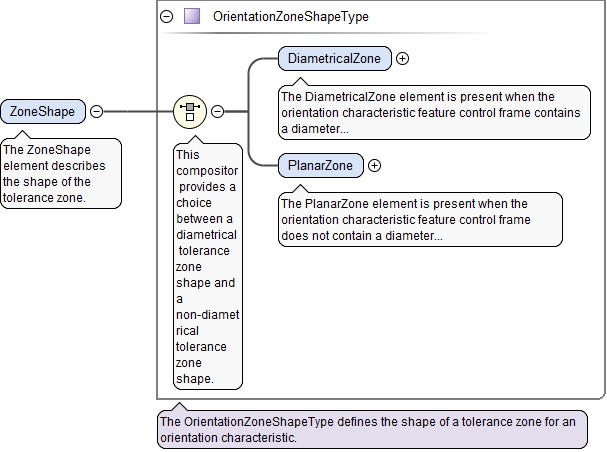 OrientationZoneShapeType
DiametricalZone
The DiametricalZone element is present when the
orientation characteristic feature control frame contains
a diameter...
ZoneShape
The ZoneShape
element describes
the shape of the
tolerance zone.
This
compositor
provides a
choice
between a
diametrical
tolerance
zone
shape and
a
non-diamet
rical
tolerance
zone
shape.
PlanarZone
The PlanarZone element is present when the
orientation characteristic feature control frame
does not contain a diameter...
The OrientationZoneShapeType defines the shape of a tolerance zone for an
orientation characteristic.